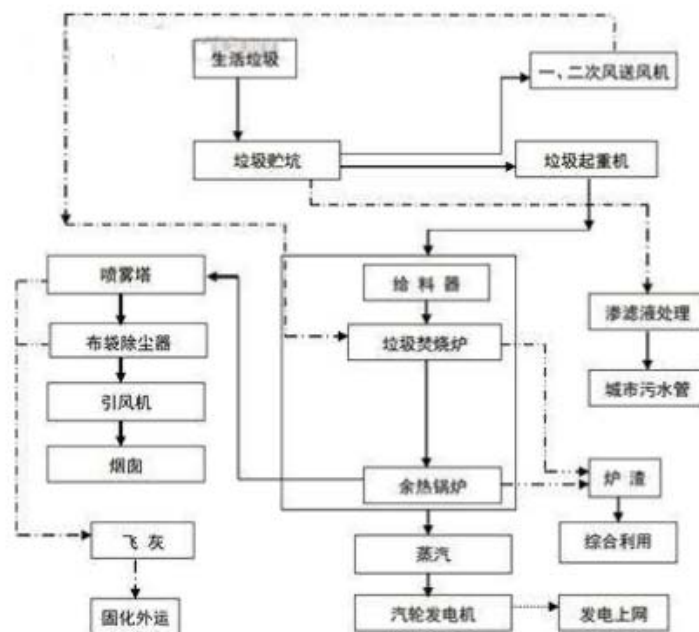 生活垃圾
一、二次风送风机
垃圾贮坑
垃圾起重机
喷雾塔
给料器
渗滤液处理
布袋除尘器
垃圾焚烧炉
城市污水管
引风机
烟囱
余热锅炉
炉渣
飞灰
蒸汽
综合利用
固化外运
汽轮发电机
发电上网